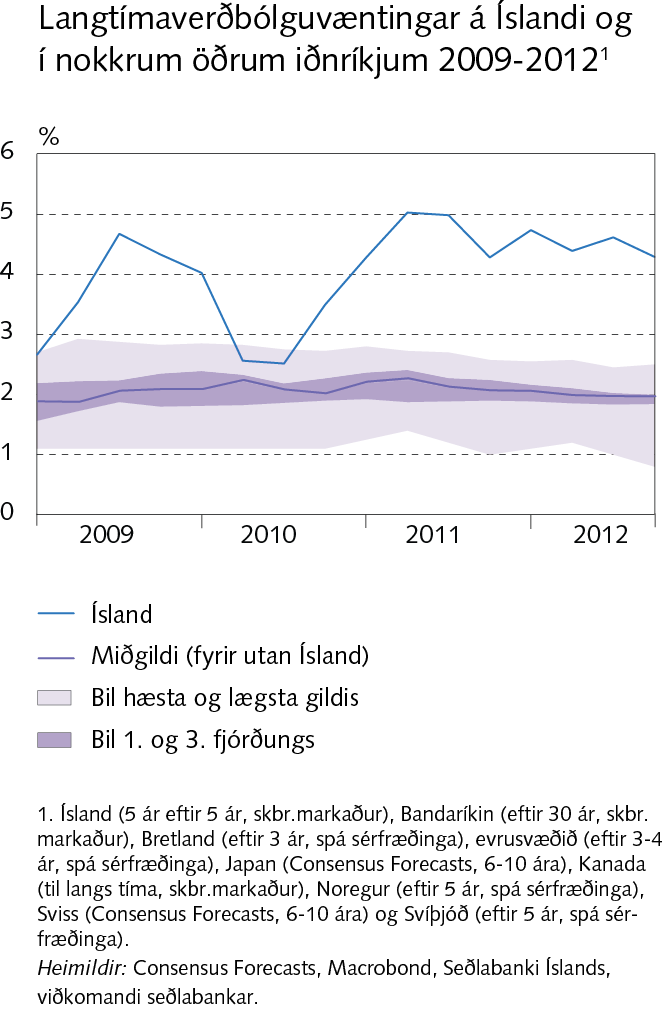 Langtímaverðbólguvæntingar á Íslandi og
í nokkrum öðrum iðnríkjum 2009-2012¹
%
6
5
4
3
2
1
0
2009 2010 2011 2012
Ísland
Miðgildi (fyrir utan Ísland)
Bil hæsta og lægsta gildis
Bil 1. og 3. fjórðungs
1. Ísland (5 ár eftir 5 ár, skbr.markaður), Bandaríkin (eftir 30 ár, skbr.
markaður), Bretland (eftir 3 ár, spá sérfræðinga), evrusvæðið (eftir 3-4
ár, spá sérfræðinga), Japan (Consensus Forecasts, 6-10 ára), Kanada
(til langs tíma, skbr.markaður), Noregur (eftir 5 ár, spá sérfræðinga),
Sviss (Consensus Forecasts, 6-10 ára) og Svíþjóð (eftir 5 ár, spá sér-
fræðinga).
Heimildir: Consensus Forecasts, Macrobond, Seðlabanki Íslands,
viðkomandi seðlabankar.